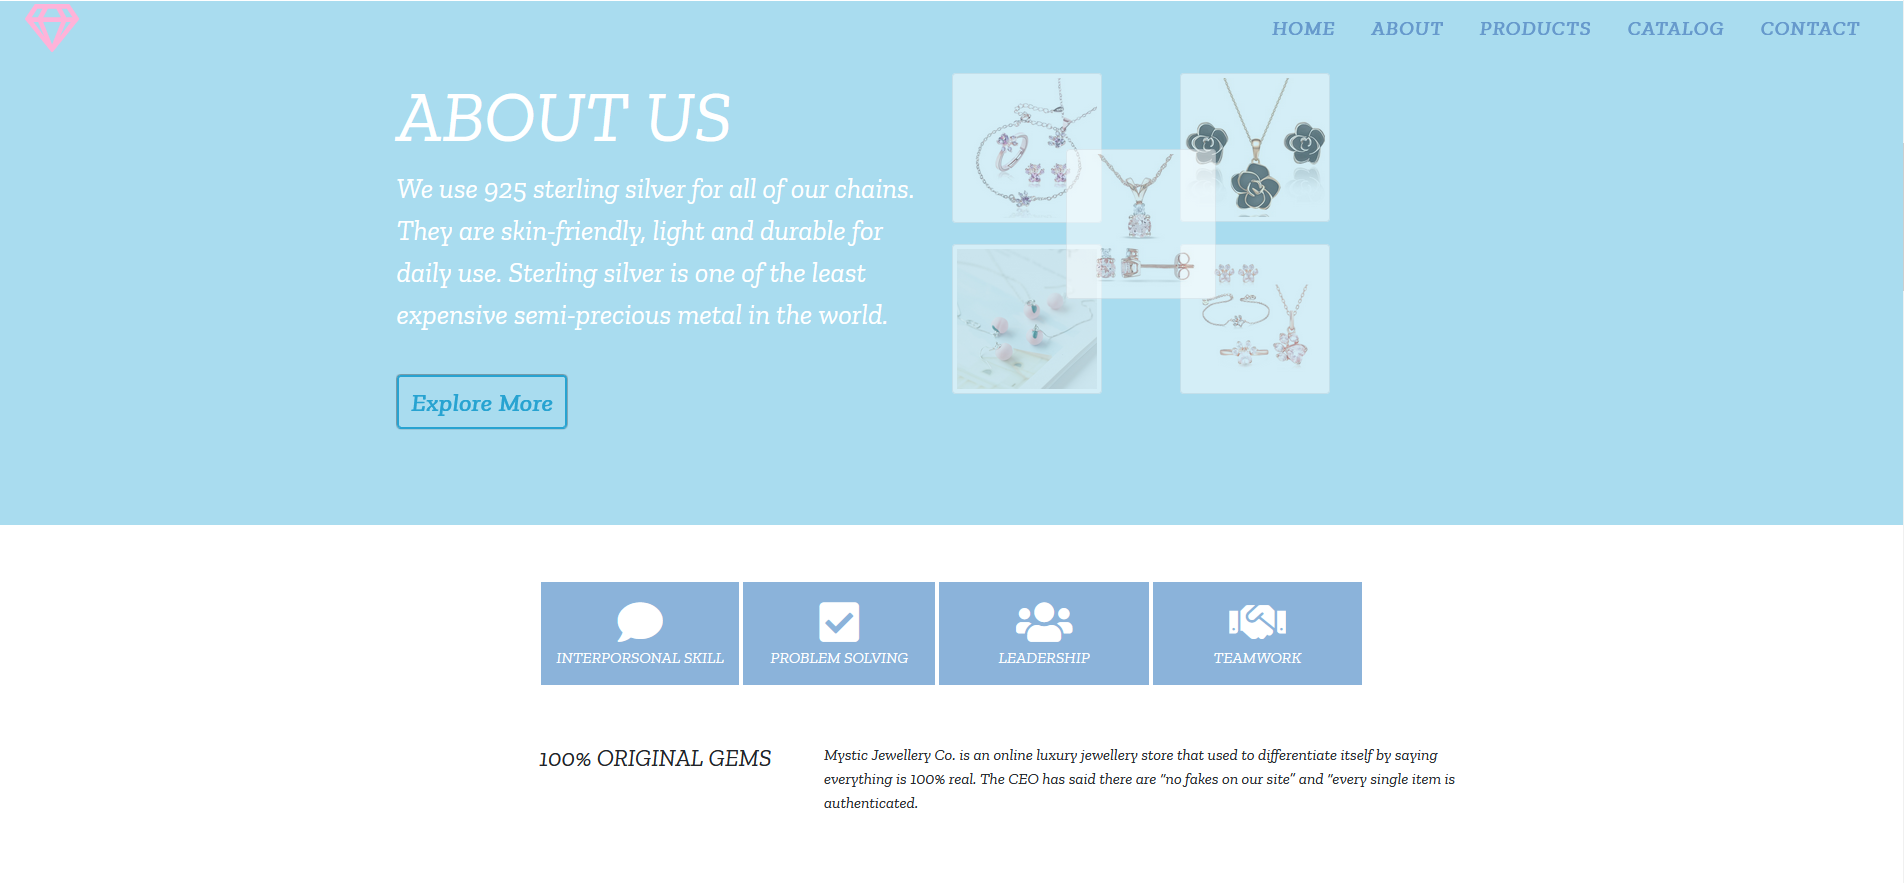 HOME ABOUT PRODUCTS CATALOG CONTACT
ABOUT US
We use 925 sterling silver for all of our chains.
They are skin-friendly, light and durable for
daily use. Sterling silver is one of the least
expensive semi-precious metal in the world.
Explore More
INTERPORSONAL SKILL
PROBLEM SOLVING
LEADERSHIP
TEAMWORK
100% ORIGINAL GEMS
Mystic Jewellery Co. is an online luxury jewellery store that used to differentiate itself by saying
everything is 100% real. The CEO has said there are “no fakes on our site” and “every single item is
authenticated.